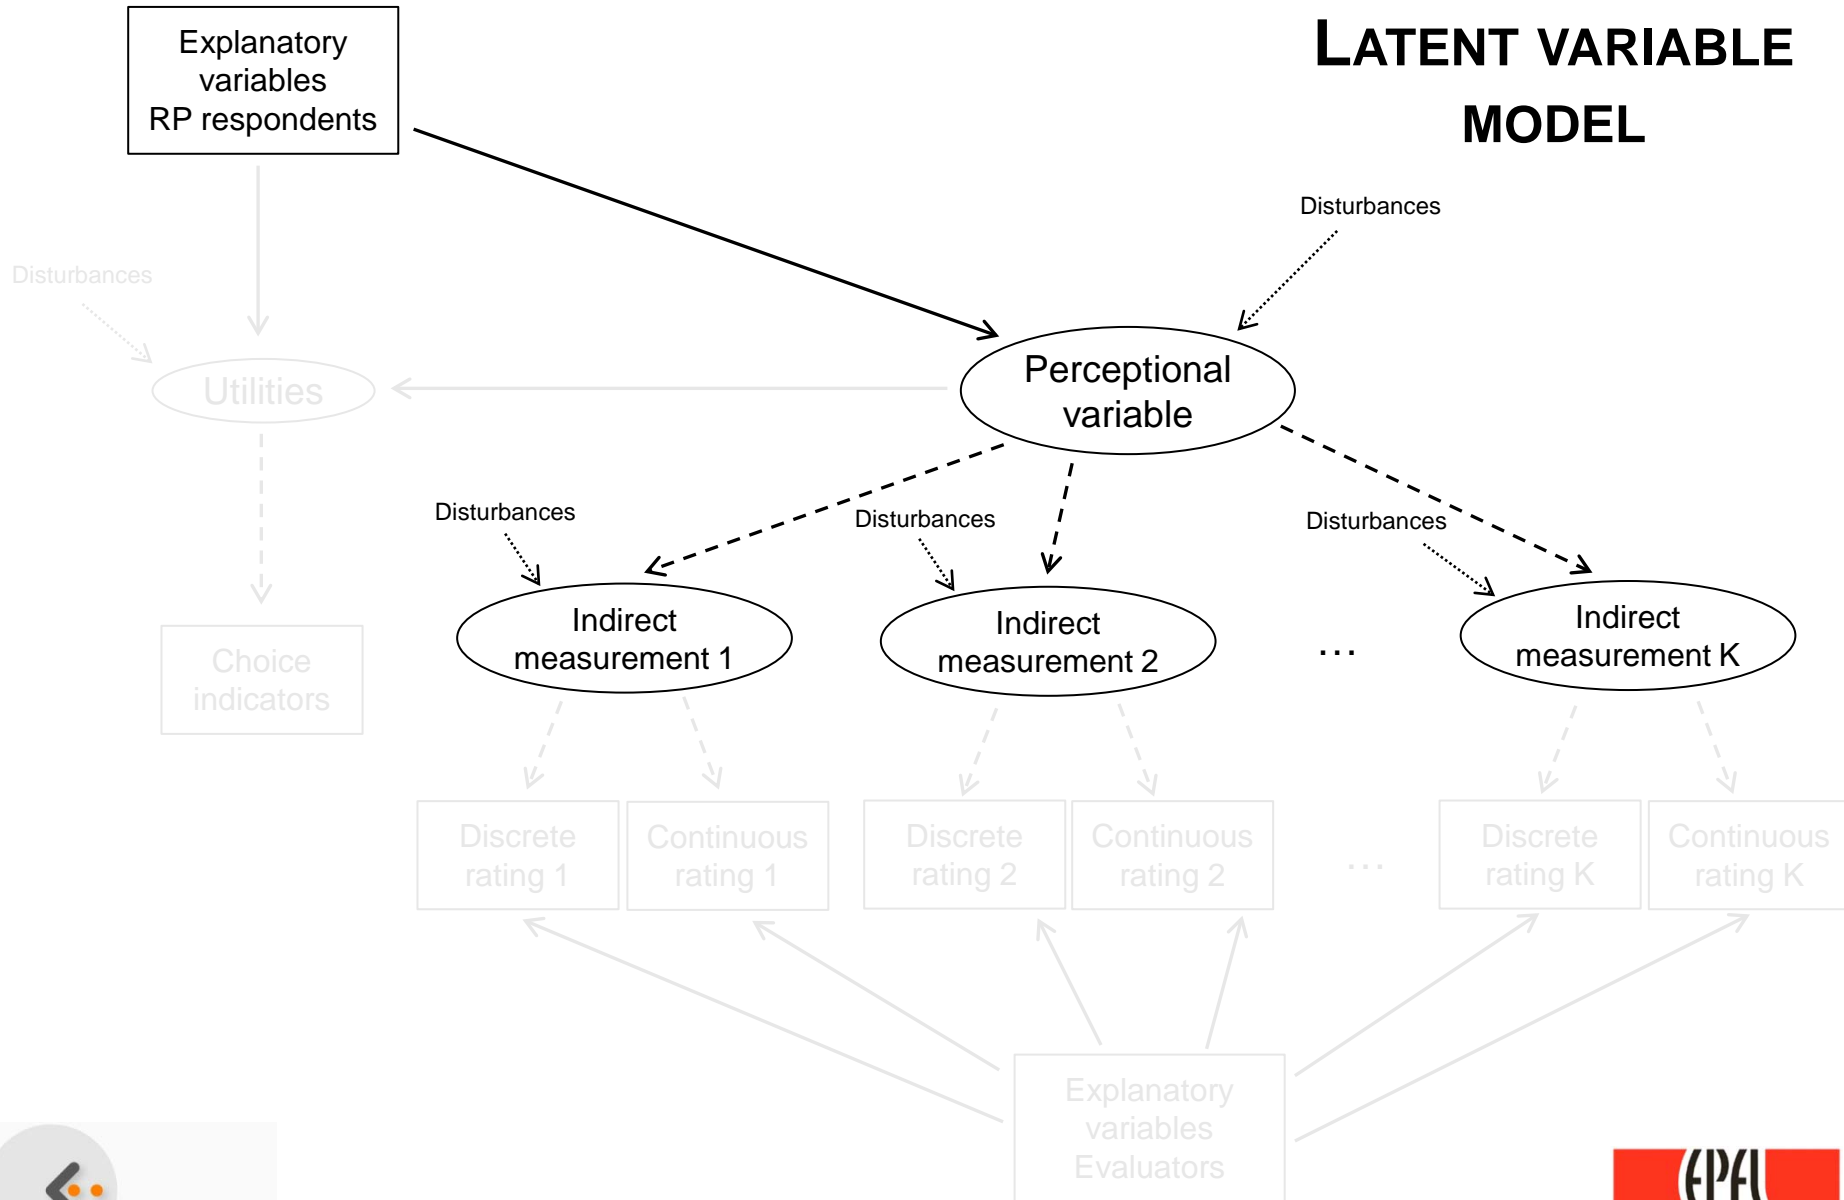 LATENT VARIABLE
MODEL
Explanatory
variables
RP respondents
Disturbances
Disturbances
Utilities
Perceptional
variable
Disturbances
Disturbances
Disturbances
Choice
indicators
Indirect
measurement 1
Indirect
measurement 2
...
Indirect
measurement K
Discrete
rating 1
Continuous
rating 1
Discrete
rating 2
Continuous
rating 2
...
Discrete
rating K
Continuous
rating K
Explanatory
variables
Evaluators
EPFL